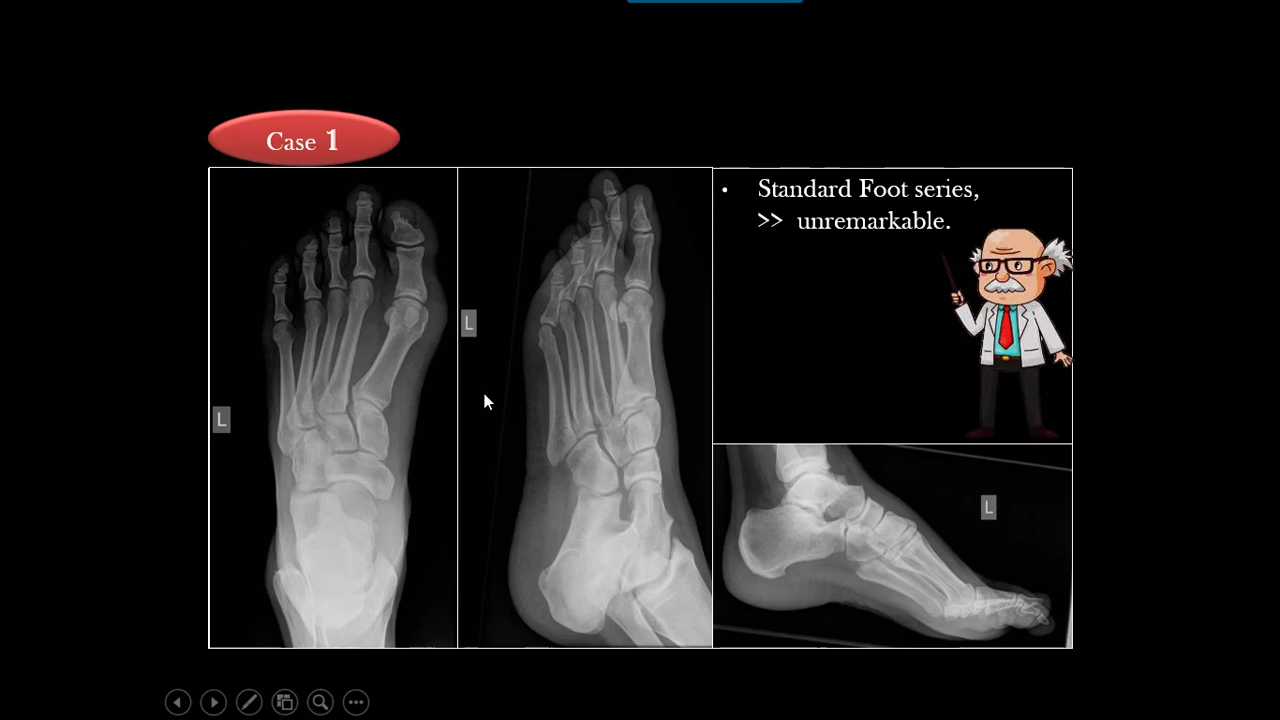 Case 1
• Standard Foot series,
>> unremarkable.
L
L
L